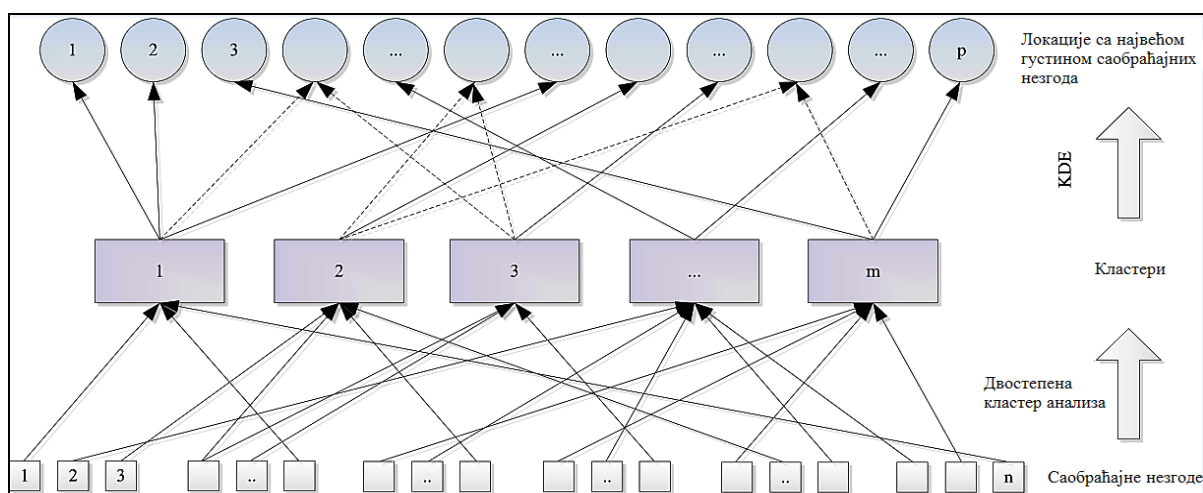 1 2 3 ... ... ... ... p
Локације са највећом
густином саобраћајних
незгода
KDE
1 2 3 ... m
Кластери
Двостепена
кластер анализа
1 2 3 .. .. .. .. n
Саобраћајне незгоде